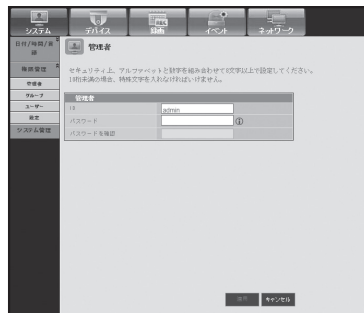 システム
デバイス
録画
イベント
ネットワーク
日付/時間/言語
権限管理
管理者
グループ
ユーザー
設定
システム管理
管理者
セキュリティ上、アルファベットと数字を組み合わせて8文字以上で設定してください。
10桁未満の場合、特殊文字を入れなければいけません。
管理者
ID
admin
パスワード
パスワードを確認
適用
キャンセル